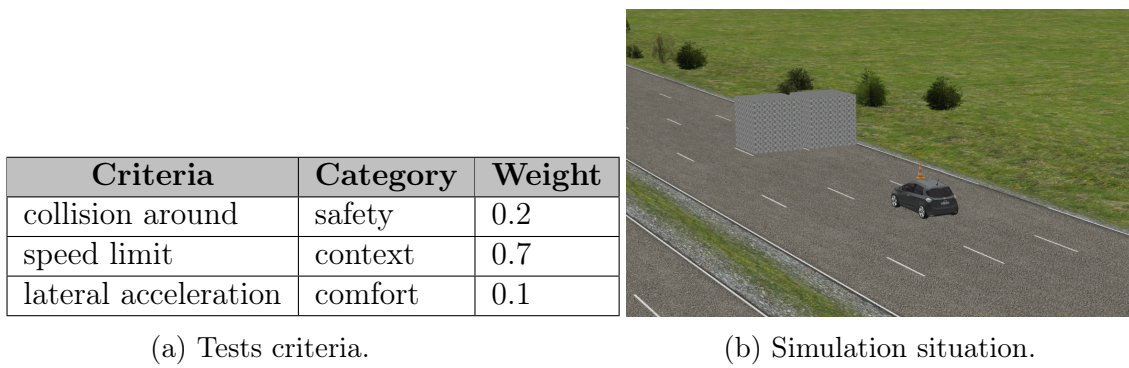 Criteria Category Weight
collision around safety 0.2
speed limit context 0.7
lateral acceleration comfort 0.1
(a) Tests criteria.
(b) Simulation situation.